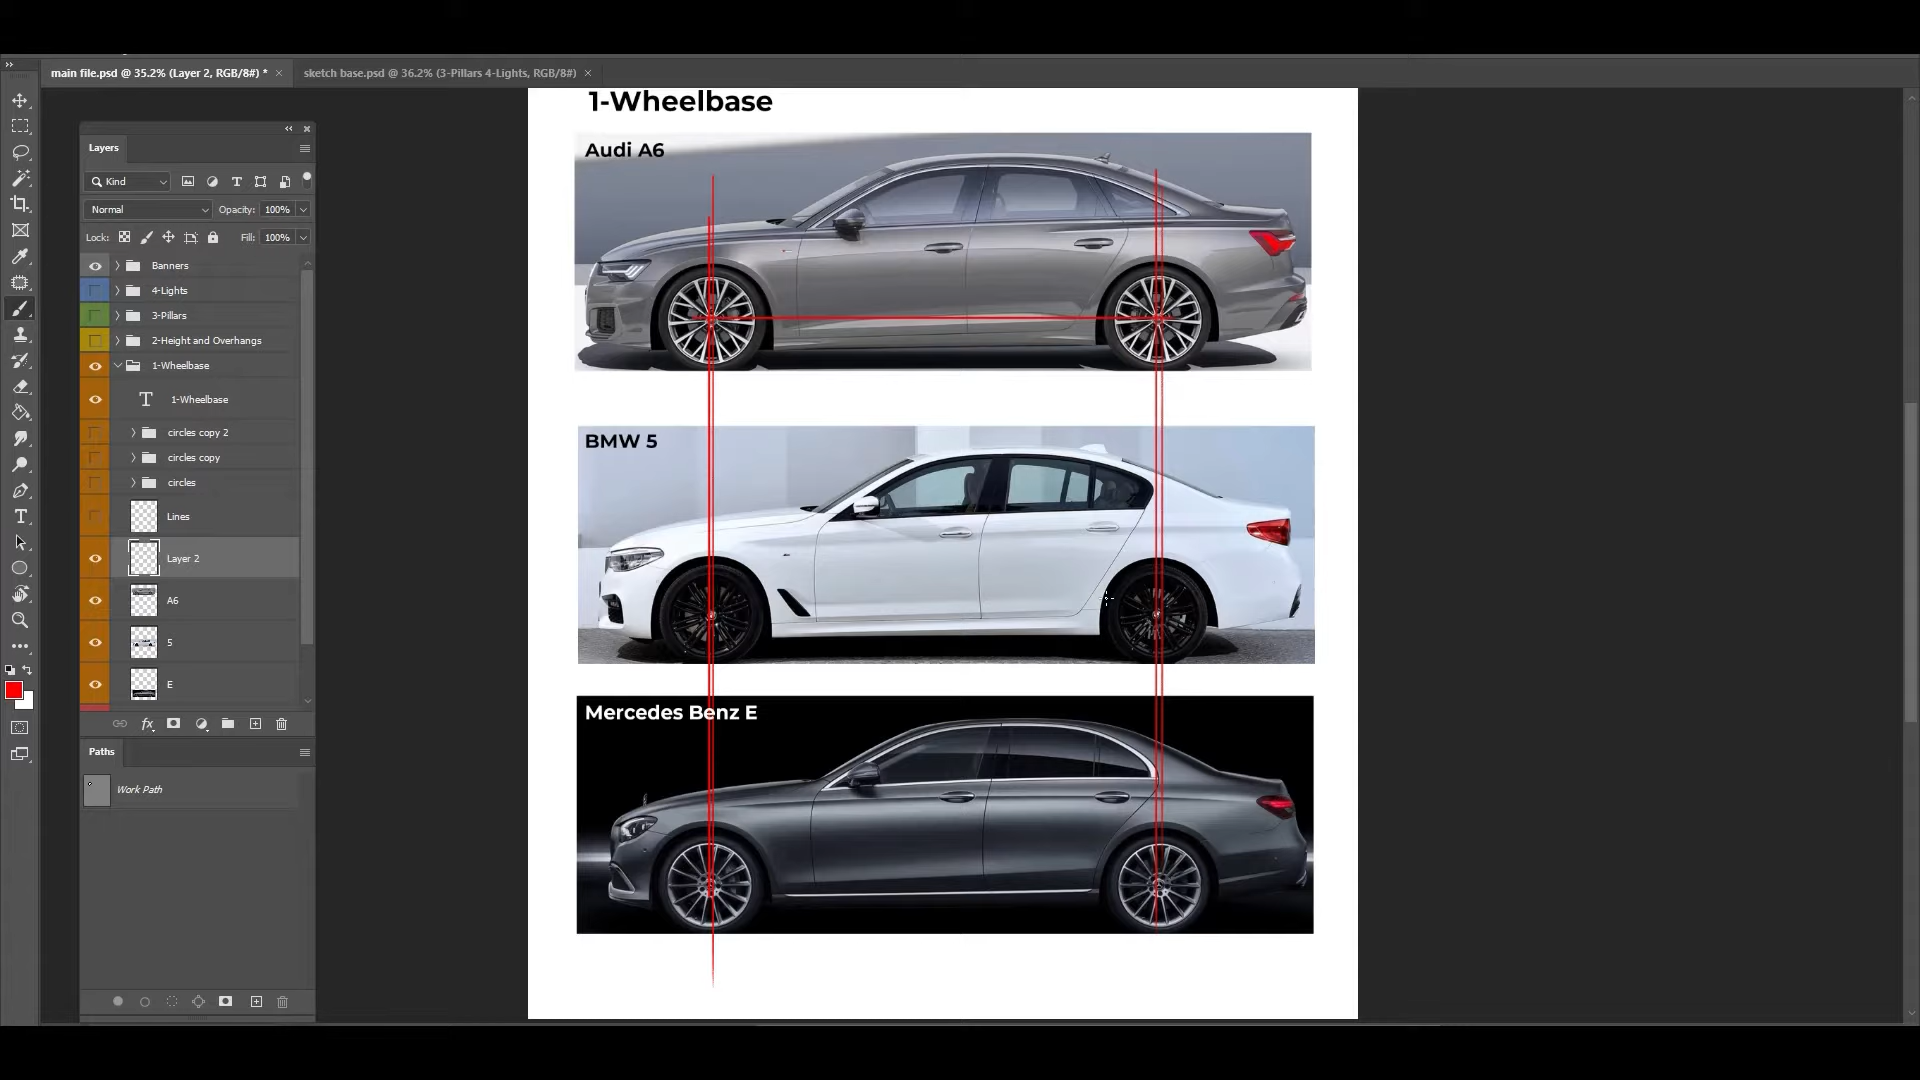 main file.psd @ 35.2% (Layer 2, RGB/8#) *
sketch base.psd @ 36.2% (3-Pillars 4-Lights, RGB/8#)
Layers
Kind
Normal
Opacity: 100%
Lock:
Fill: 100%
Banners
4-Lights
3-Pillars
2-Height and Overhangs
1-Wheelbase
T 1-Wheelbase
circles copy 2
circles copy
circles
Lines
Layer 2
A6
5
E
fx
Paths
Work Path
1-Wheelbase
Audi A6
BMW 5
Mercedes Benz E